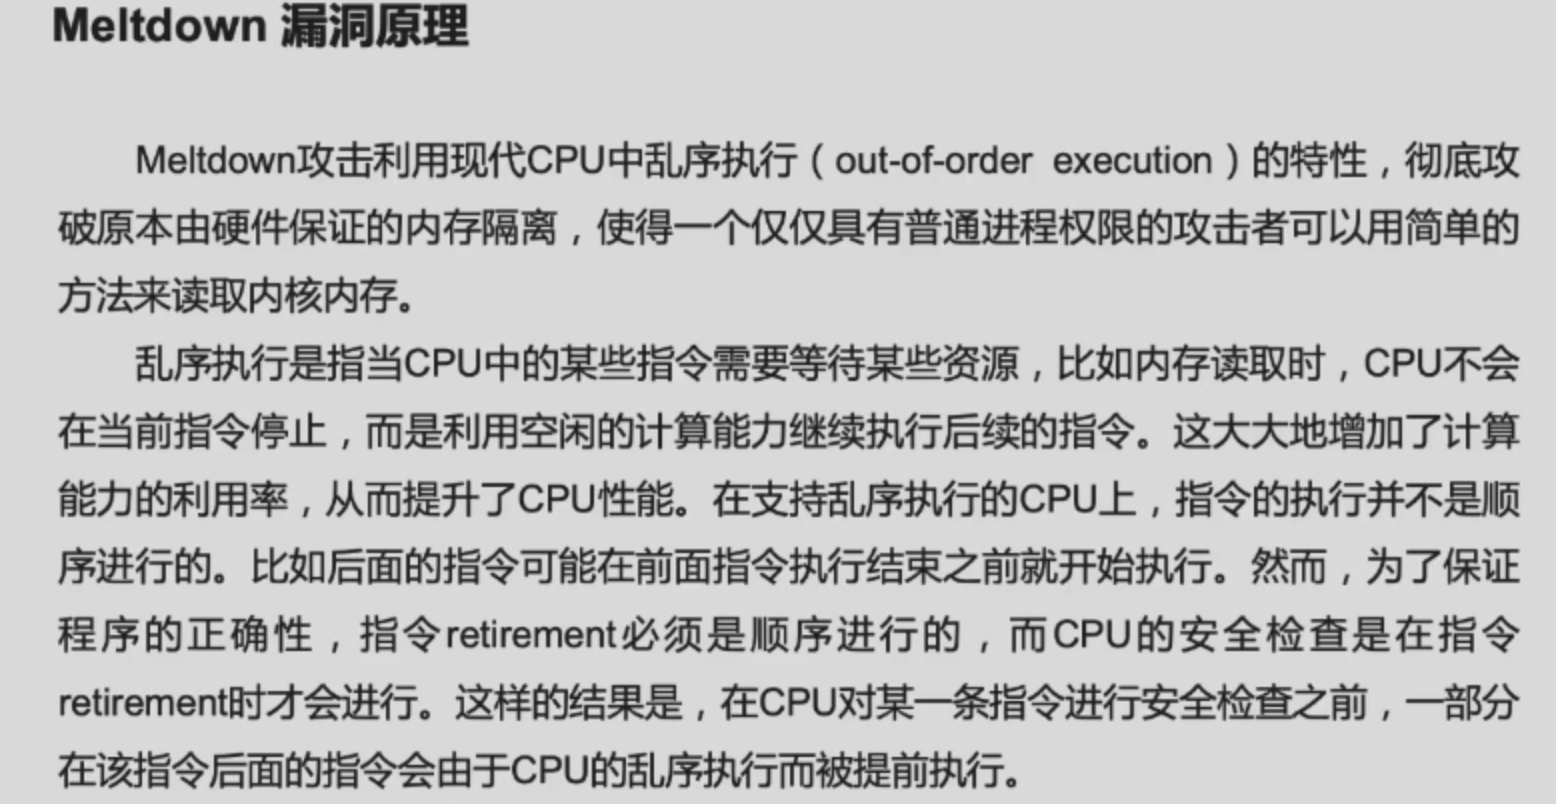 Meltdown 漏洞原理
Meltdown攻击利用现代CPU中乱序执行（out-of-order execution）的特性，彻底攻
破原本由硬件保证的内存隔离，使得一个仅仅具有普通进程权限的攻击者可以用简单的
方法来读取内核内存。
乱序执行是指当CPU中的某些指令需要等待某些资源，比如内存读取时，CPU不会
在当前指令停止，而是利用空闲的计算能力继续执行后续的指令。这大大地增加了计算
能力的利用率，从而提升了CPU性能。在支持乱序执行的CPU上，指令的执行并不是顺
序进行的。比如后面的指令可能在前面指令执行结束之前就开始执行。然而，为了保证
程序的正确性，指令retirement必须是顺序进行的，而CPU的安全检查是在指令
retirement时才会进行。这样的结果是，在CPU对某一条指令进行安全检查之前，一部分
在该指令后面的指令会由于CPU的乱序执行而被提前执行。